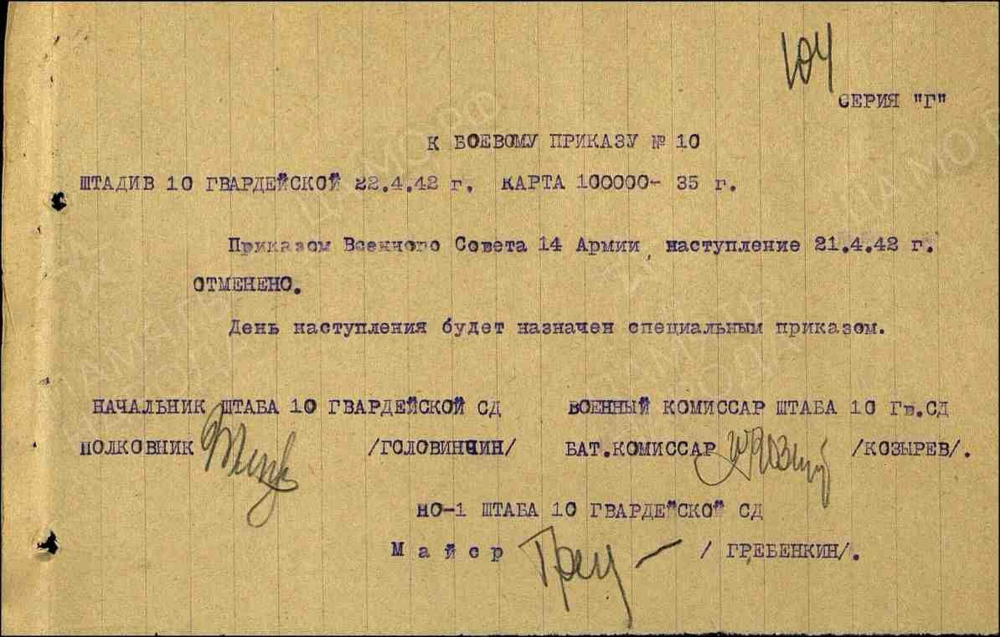 104
СЕРИЯ "Г"
К БОЕВОМУ ПРИКАЗУ № 10
ШТАДИВ 10 ГВАРДЕЙСКОЙ 22.4.42 г. КАРТА 100000- 35 г.
Приказом Военного Совета 14 Армии, наступление 21.4.42 г.
ОТМЕНЕНО.
День наступления будет назначен специальным приказом.
НАЧАЛЬНИК ШТАБА 10 ГВАРДЕЙСКОЙ СД ВОЕННЫЙ КОМИССАР ШТАБА 10 Гв.СД
ПОЛКОВНИК /ГОЛОВИНЧИН/ БАТ.КОМИССАР /КОЗЫРЕВ/.
НО-1 ШТАБА 10 ГВАРДЕЙСКОЙ СД
Майор / ГРЕБЕНКИН/.